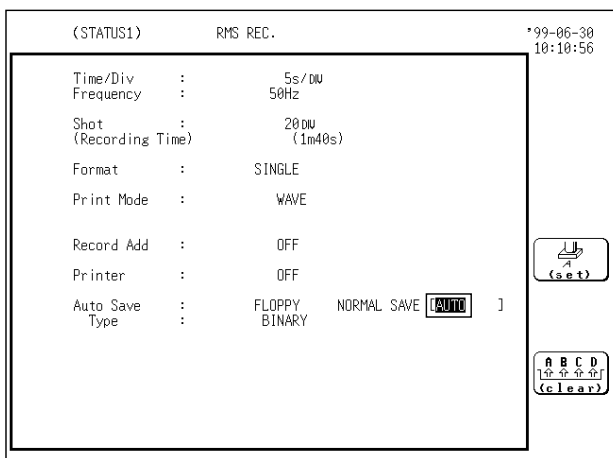 (STATUS1) RMS REC. '99-06-30
10:10:56
Time/Div : 5s/DIV
Frequency : 50Hz
Shot : 20DIV
(Recording Time) (1m40s)
Format : SINGLE
Print Mode : WAVE
Record Add : OFF
Printer : OFF
Auto Save : FLOPPY NORMAL SAVE [AUTO ]
Type : BINARY
A
(set)
A B C D
(clear)